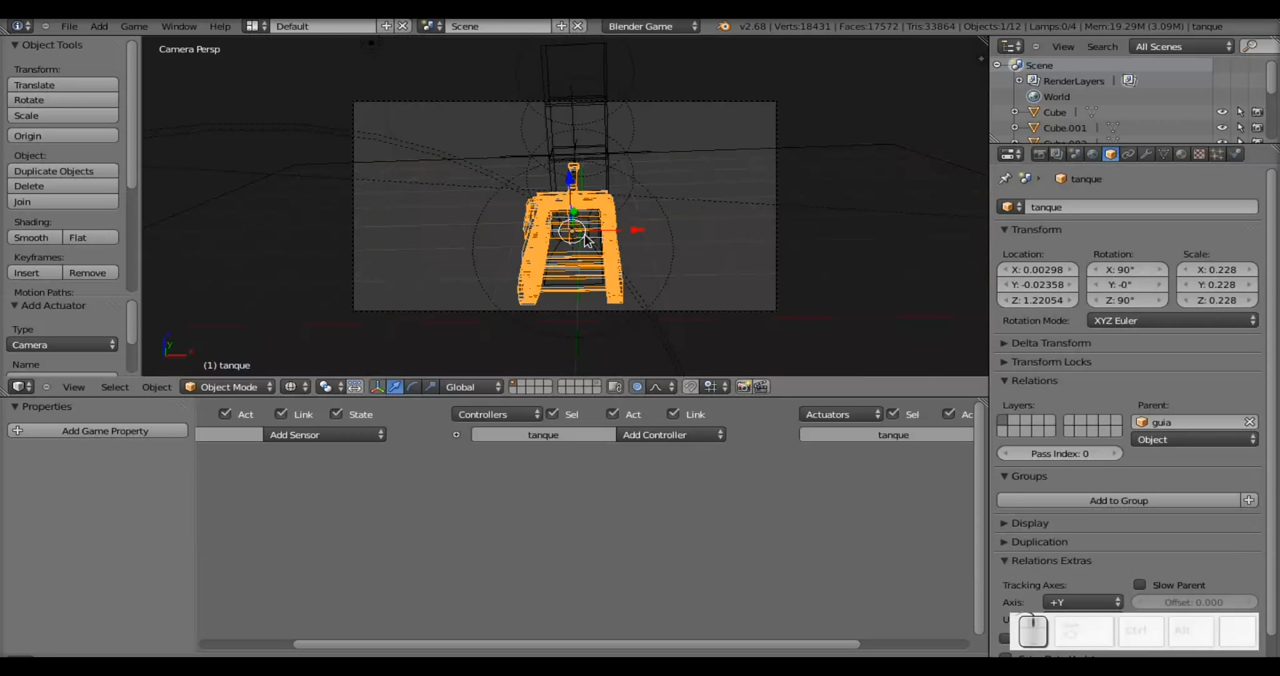 File Add Game Window Help Default Scene Blender Game v2.68 | Verts:18431 | Faces:17572 | Tris:33864 | Objects:1/12 | Lamps:0/4 | Mem:19.29M (3.09M) | tanque
Object Tools
Transform:
Translate
Rotate
Scale
Origin
Object:
Duplicate Objects
Delete
Join
Shading:
Smooth Flat
Keyframes:
Insert Remove
Motion Paths:
Add Actuator
Type
Camera
Name
Camera Persp
(1) tanque
View Select Object Object Mode Global
View Search All Scenes
Scene
RenderLayers
World
Cube
Cube.001
tanque
tanque
Transform
Location: Rotation: Scale:
X: 0.00298 X: 90° X: 0.228
Y: -0.02358 Y: -0° Y: 0.228
Z: 1.22054 Z: 90° Z: 0.228
Rotation Mode: XYZ Euler
Delta Transform
Transform Locks
Relations
Layers: Parent:
guia
Object
Pass Index: 0
Groups
Add to Group
Display
Duplication
Relations Extras
Tracking Axes: Slow Parent
Axis: +Y Offset: 0.000
Ctrl Alt
Properties
Add Game Property
Act Link State Controllers Sel Act Link Actuators Sel Ac
Add Sensor tanque Add Controller tanque